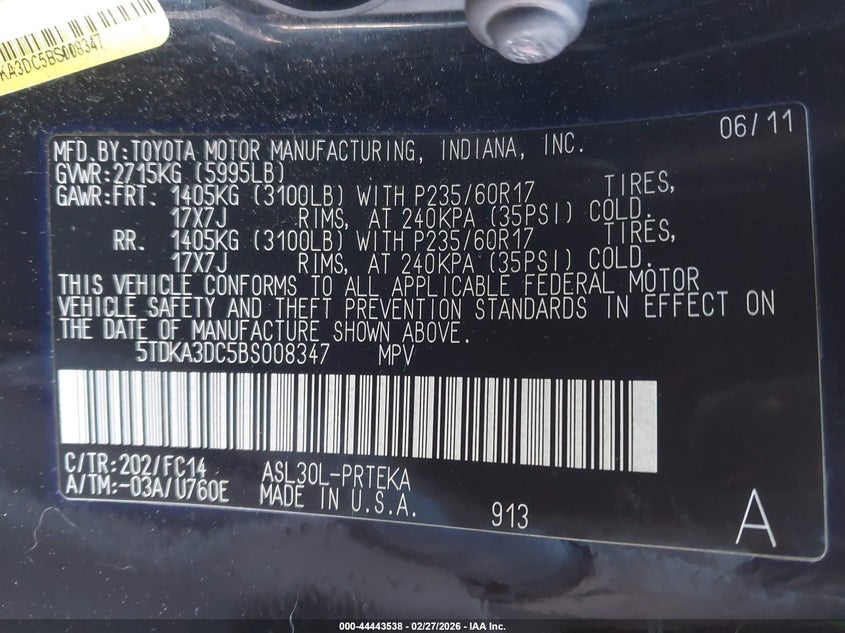 KA3DC5BS008347
06/11
MFD.BY:TOYOTA MOTOR MANUFACTURING, INDIANA, INC.
GVWR:2715KG (5995LB)
GAWR:FRT. 1405KG (3100LB) WITH P235/60R17 TIRES,
17X7J RIMS, AT 240KPA (35PSI) COLD.
RR. 1405KG (3100LB) WITH P235/60R17 TIRES,
17X7J RIMS, AT 240KPA (35PSI) COLD.
THIS VEHICLE CONFORMS TO ALL APPLICABLE FEDERAL MOTOR
VEHICLE SAFETY AND THEFT PREVENTION STANDARDS IN EFFECT ON
THE DATE OF MANUFACTURE SHOWN ABOVE.
5TDKA3DC5BS008347 MPV
C/TR:202/FC14 ASL30L-PRTEKA
A/TM:-03A/U760E MADE IN U.S.A.
913
A
000-44443538 - 02/27/2026 - IAA Inc.